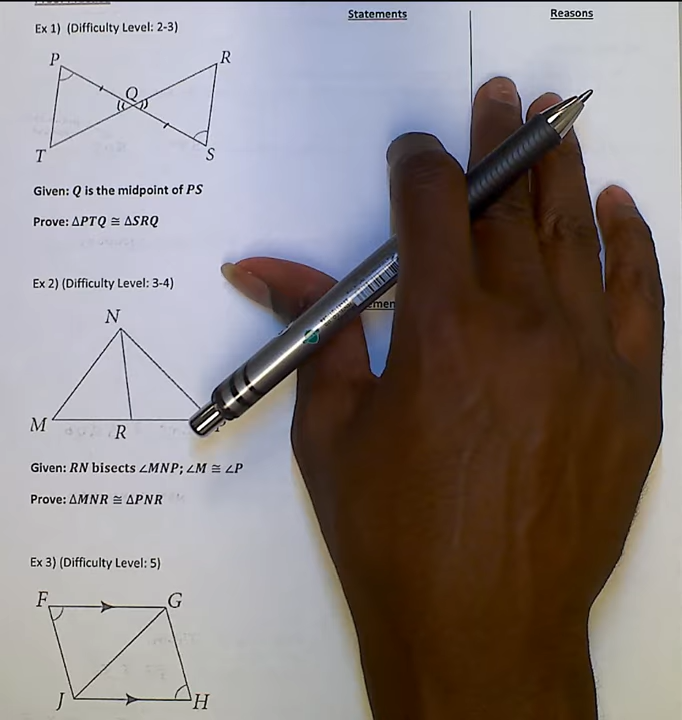 Statements
Reasons
Ex 1) (Difficulty Level: 2-3)
P
R
Q
T
S
Given: Q is the midpoint of PS
Prove: ΔPTQ ≅ ΔSRQ
Ex 2) (Difficulty Level: 3-4)
N
M
R
P
Given: RN bisects ∠MNP; ∠M ≅ ∠P
Prove: ΔMNR ≅ ΔPNR
Ex 3) (Difficulty Level: 5)
F
G
J
H